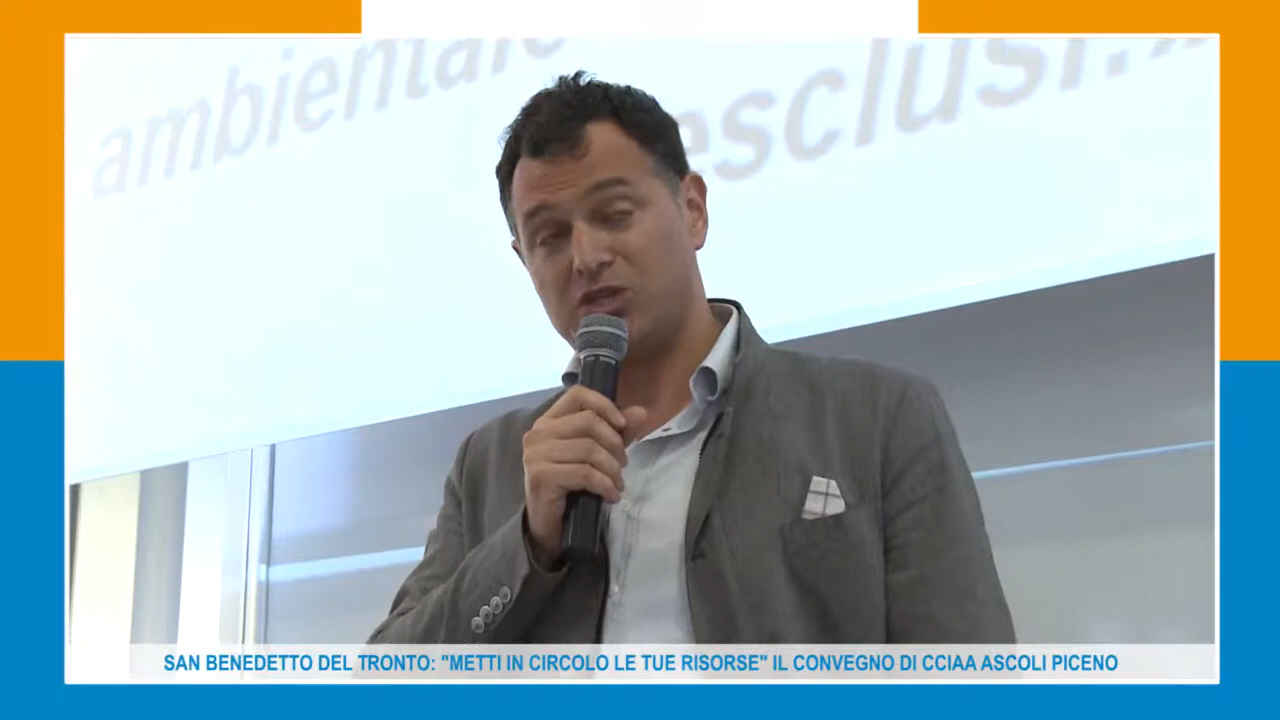 ambientale
esclusi.»
SAN BENEDETTO DEL TRONTO: "METTI IN CIRCOLO LE TUE RISORSE" IL CONVEGNO DI CCIAA ASCOLI PICENO